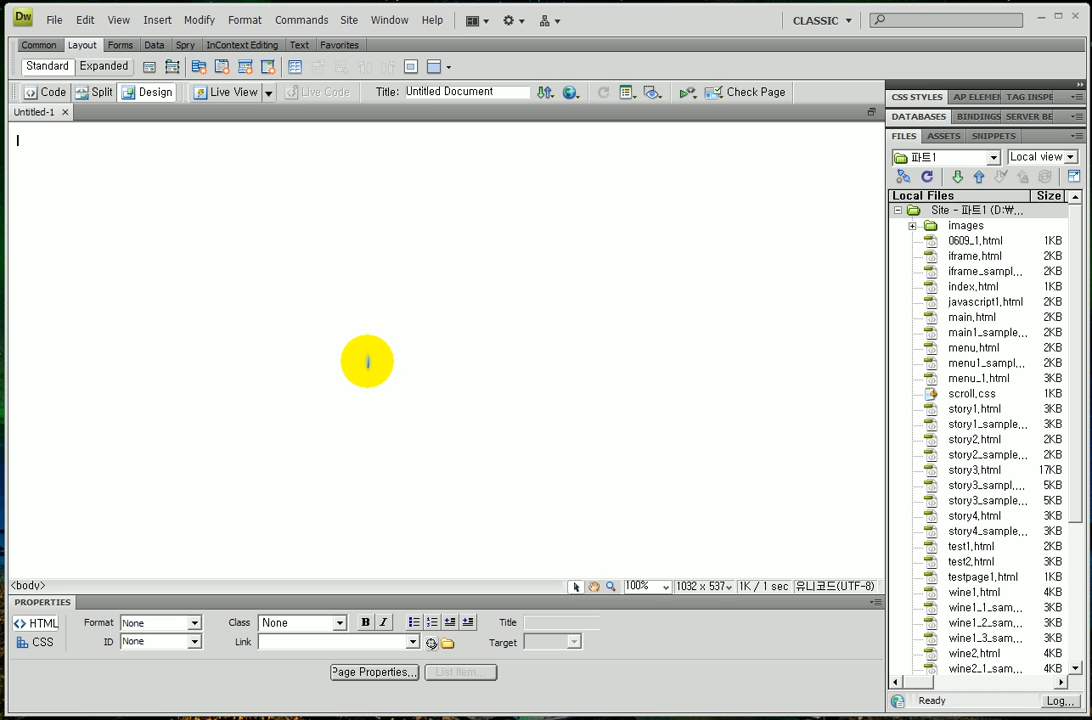 Dw File Edit View Insert Modify Format Commands Site Window Help CLASSIC
Common Layout Forms Data Spry InContext Editing Text Favorites
Standard Expanded
Code Split Design Live View Live Code Title: Untitled Document Check Page
Untitled-1
CSS STYLES AP ELEMEN TAG INSPE
DATABASES BINDINGS SERVER BE
FILES ASSETS SNIPPETS
파트1 Local view
Local Files Size
Site - 파트1 (D:₩...
images
0609_1.html 1KB
iframe.html 2KB
iframe_sampl... 2KB
index.html 1KB
javascript1.html 2KB
main.html 2KB
main1_sample... 2KB
menu.html 2KB
menu1_sampl... 2KB
menu_1.html 3KB
scroll.css 1KB
story1.html 3KB
story1_sample... 3KB
story2.html 2KB
story2_sample... 2KB
story3.html 17KB
story3_sampl.... 5KB
story3_sample... 5KB
story4.html 3KB
story4_sample... 3KB
test1.html 2KB
test2.html 3KB
testpage1.html 1KB
wine1.html 4KB
wine1_1_sam... 3KB
wine1_2_sam... 3KB
wine1_3_sam... 3KB
wine2.html 4KB
wine2_1_sam... 4KB
<body> 100% 1032 x 537 1K / 1 sec 유니코드(UTF-8)
PROPERTIES
HTML Format None Class None B I Title
CSS ID None Link Target
Page Properties... List Item...
Ready Log...